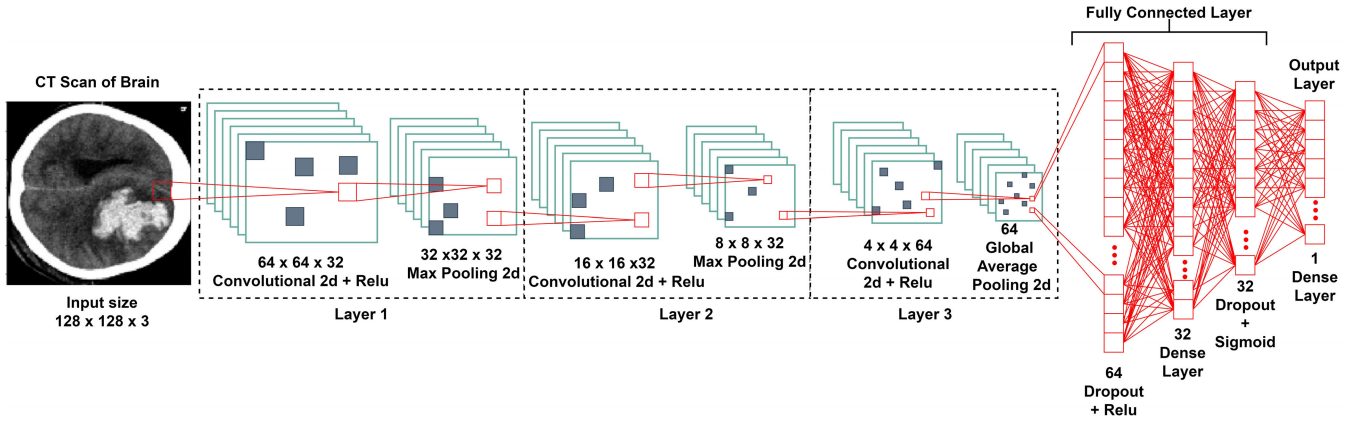 CT Scan of Brain
Input size
128 x 128 x 3
64 x 64 x 32
Convolutional 2d + Relu
32 x32 x 32
Max Pooling 2d
Layer 1
16 x 16 x32
Convolutional 2d + Relu
8 x 8 x 32
Max Pooling 2d
Layer 2
4 x 4 x 64
Convolutional
2d + Relu
64
Global
Average
Pooling 2d
Layer 3
Fully Connected Layer
64
Dropout
+ Relu
32
Dense
Layer
32
Dropout
+
Sigmoid
Output
Layer
1
Dense
Layer